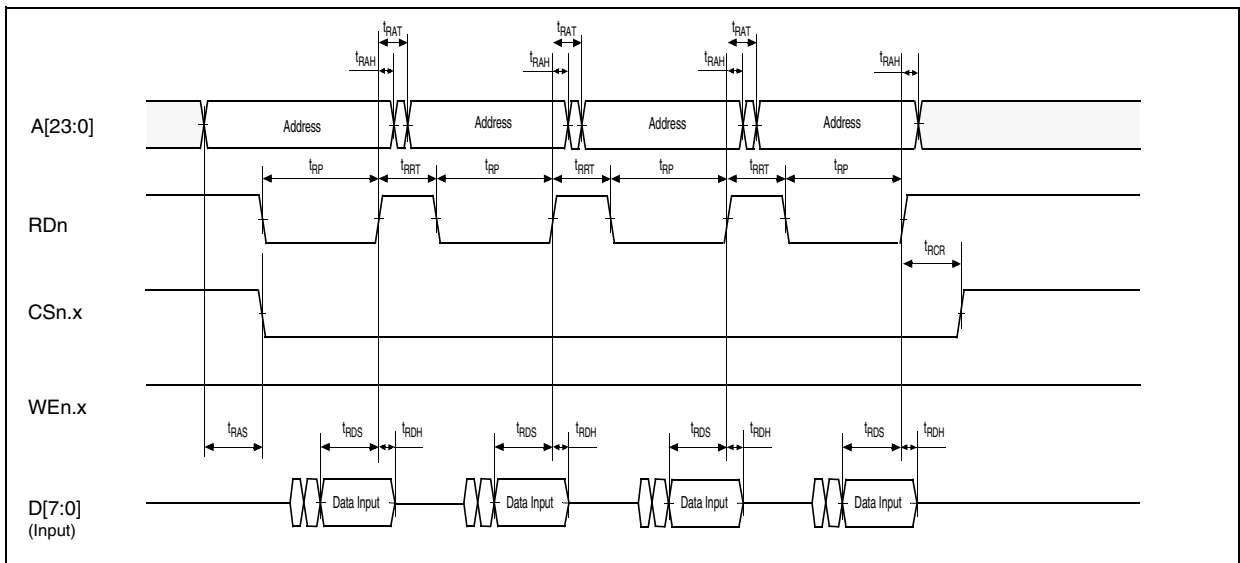 tRAT tRAT tRAT
tRAH tRAH tRAH tRAH
A[23:0] Address Address Address Address
tRP tRRT tRP tRRT tRP tRRT tRP
RDn
tRCR
CSn.x
WEn.x
tRAS tRDS tRDH tRDS tRDH tRDS tRDH tRDS tRDH
D[7:0] Data Input Data Input Data Input Data Input
(Input)